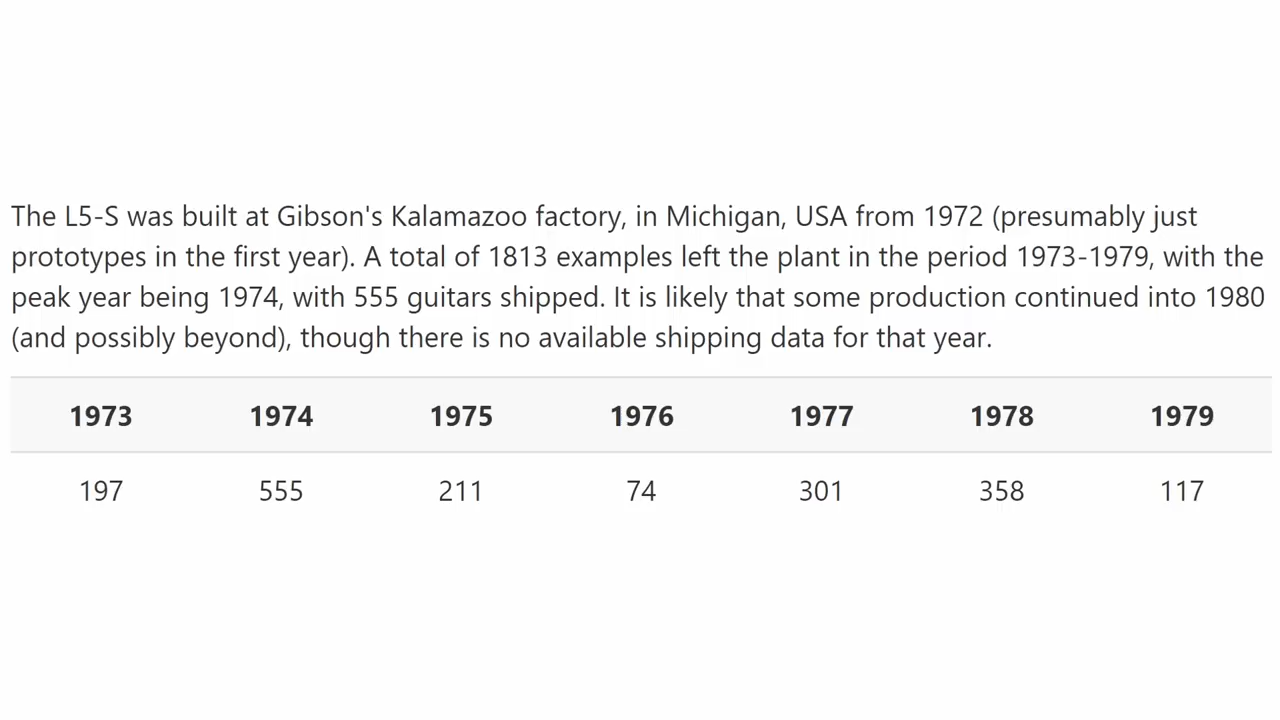 The L5-S was built at Gibson's Kalamazoo factory, in Michigan, USA from 1972 (presumably just
prototypes in the first year). A total of 1813 examples left the plant in the period 1973-1979, with the
peak year being 1974, with 555 guitars shipped. It is likely that some production continued into 1980
(and possibly beyond), though there is no available shipping data for that year.
1973 1974 1975 1976 1977 1978 1979
197 555 211 74 301 358 117